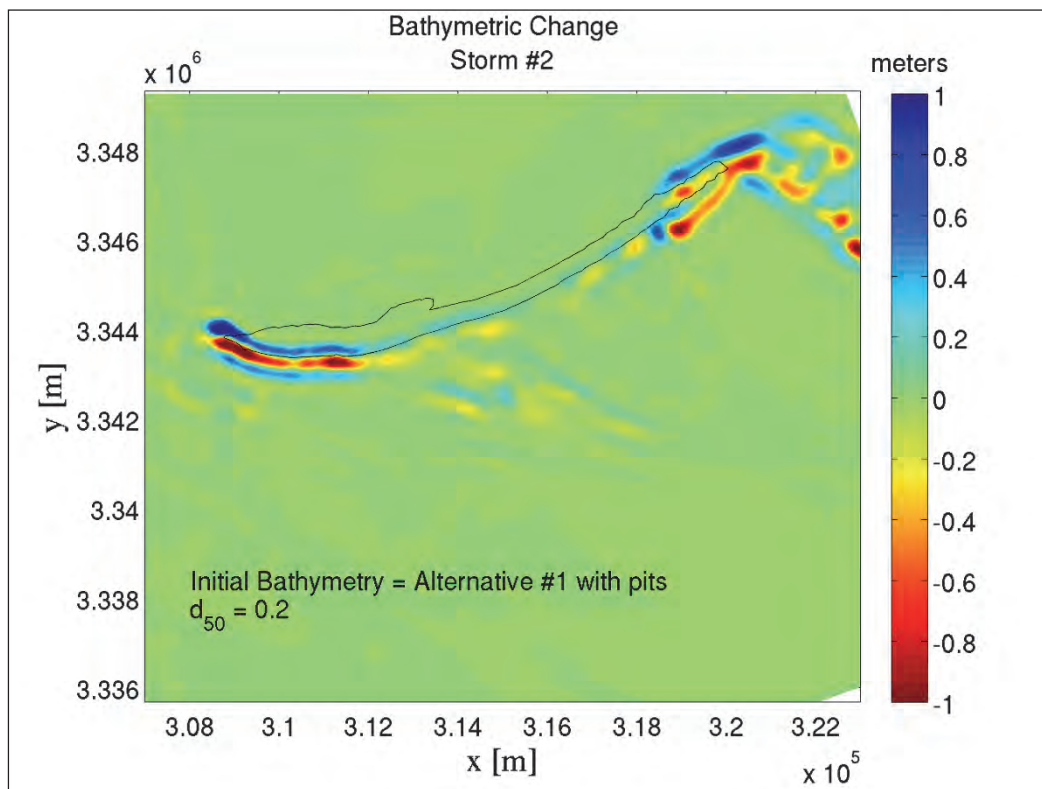 Bathymetric Change
Storm #2
x 10^6
meters
3.348
3.346
3.344
3.342
3.34
3.338
3.336
y [m]
Initial Bathymetry = Alternative #1 with pits
d_50 = 0.2
3.08
3.1
3.12
3.14
3.16
3.18
3.2
3.22
x [m]
x 10^5
1
0.8
0.6
0.4
0.2
0
-0.2
-0.4
-0.6
-0.8
-1